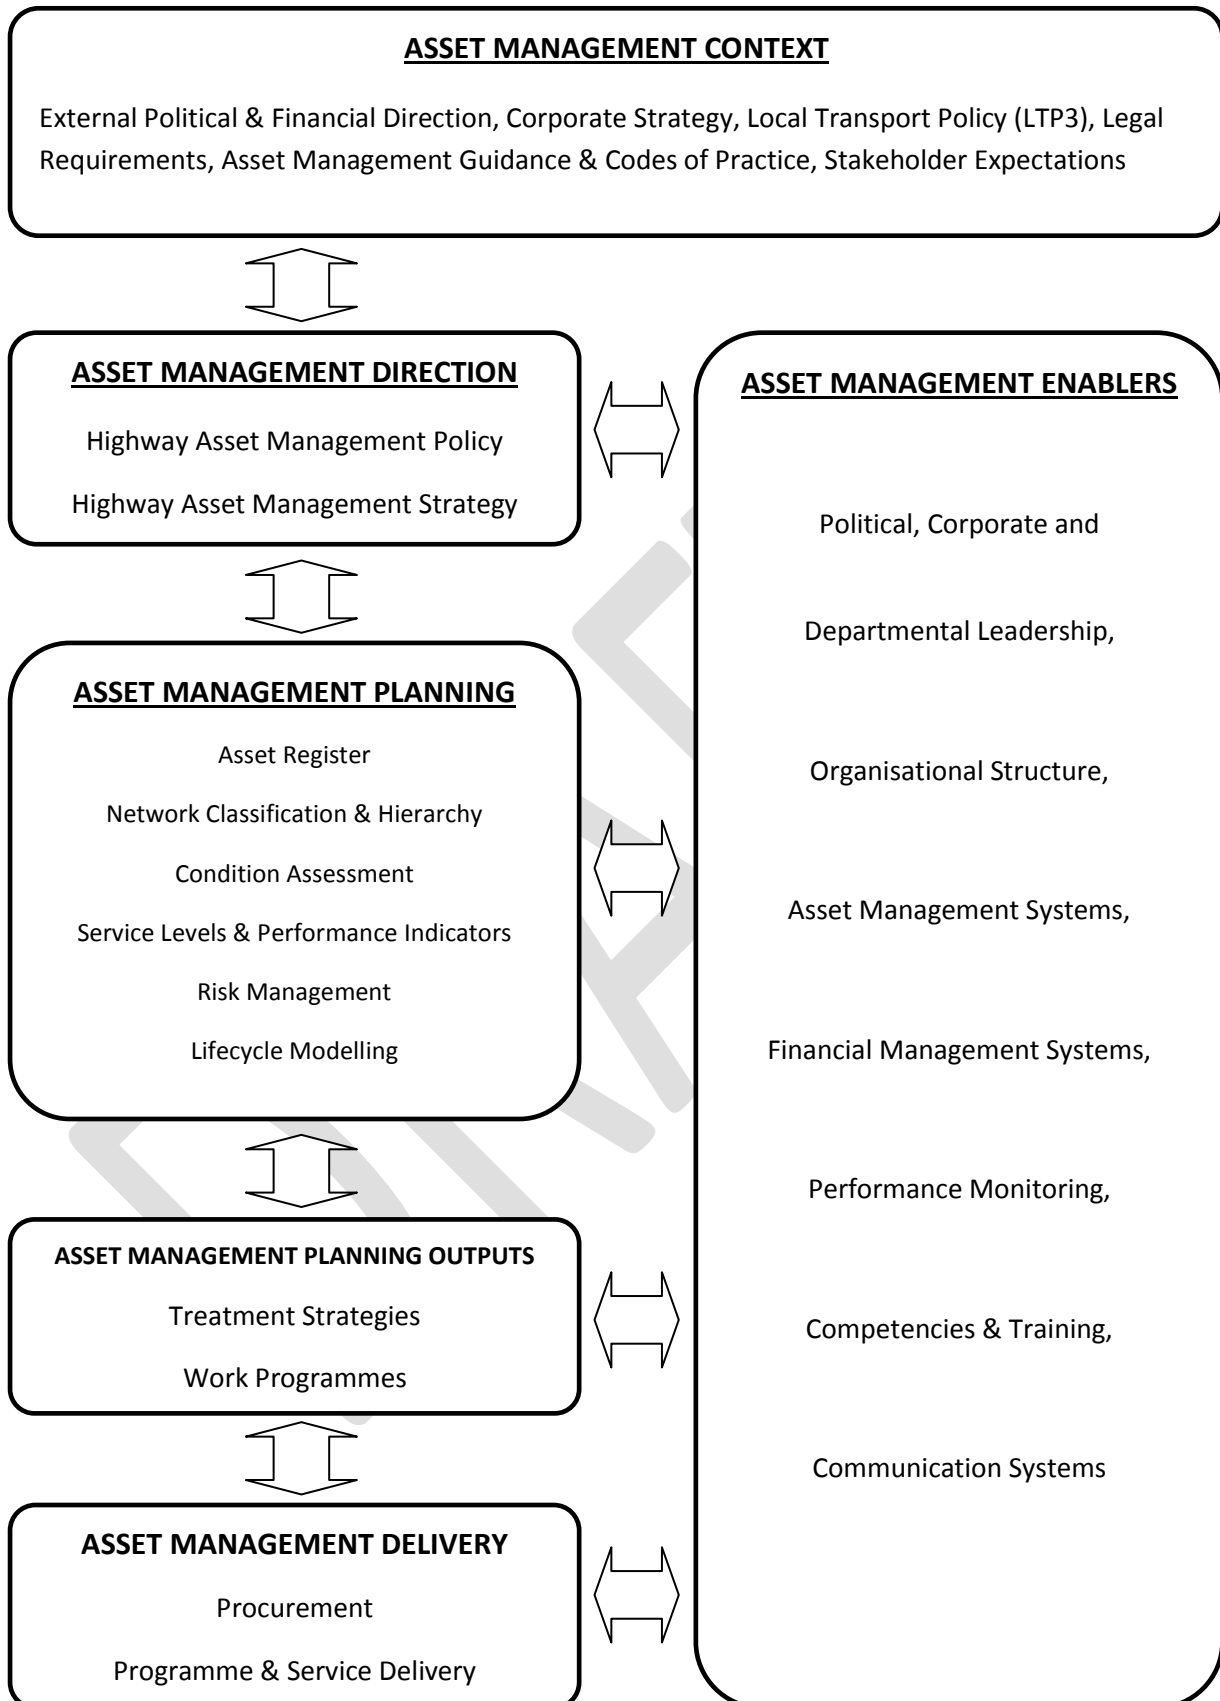 ASSET MANAGEMENT CONTEXT
External Political & Financial Direction, Corporate Strategy, Local Transport Policy (LTP3), Legal
Requirements, Asset Management Guidance & Codes of Practice, Stakeholder Expectations
ASSET MANAGEMENT DIRECTION
Highway Asset Management Policy
Highway Asset Management Strategy
ASSET MANAGEMENT PLANNING
Asset Register
Network Classification & Hierarchy
Condition Assessment
Service Levels & Performance Indicators
Risk Management
Lifecycle Modelling
ASSET MANAGEMENT PLANNING OUTPUTS
Treatment Strategies
Work Programmes
ASSET MANAGEMENT DELIVERY
Procurement
Programme & Service Delivery
ASSET MANAGEMENT ENABLERS
Political, Corporate and
Departmental Leadership,
Organisational Structure,
Asset Management Systems,
Financial Management Systems,
Performance Monitoring,
Competencies & Training,
Communication Systems